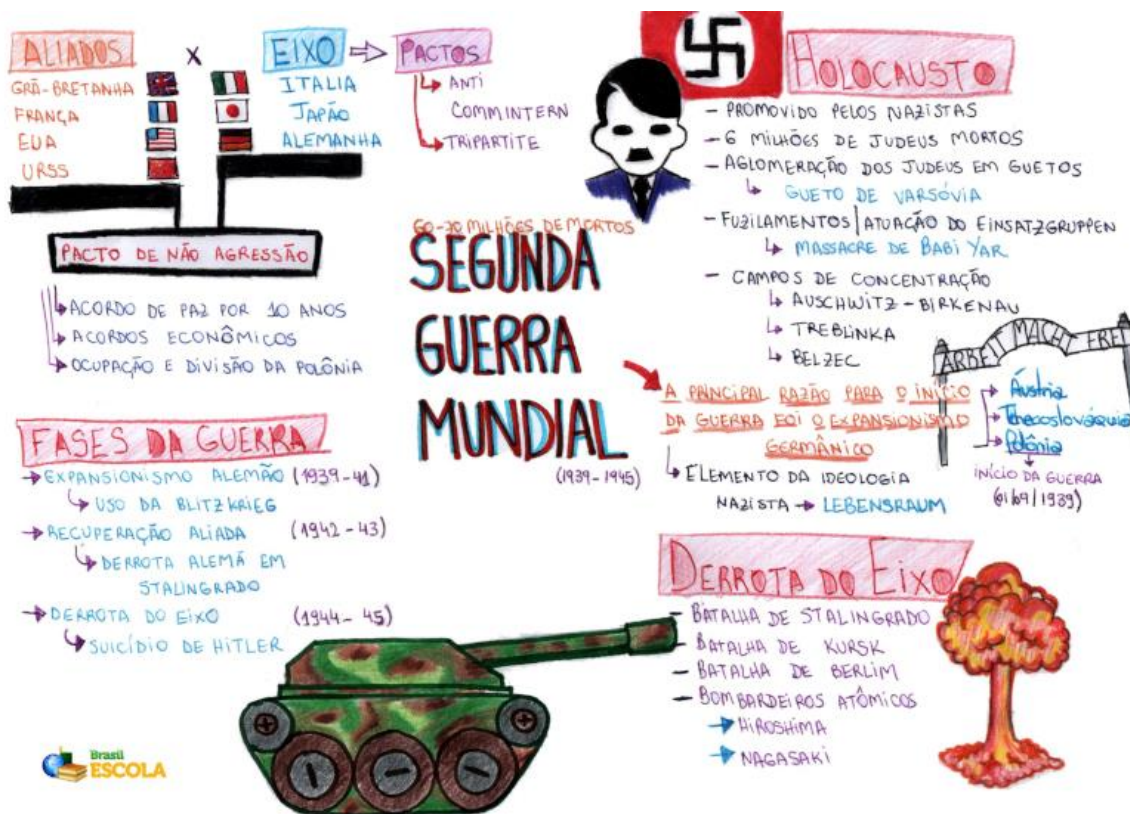 ALIADOS X EIXO ⇒ PACTOS
GRÃ-BRETANHA
FRANÇA
EUA
URSS
ITALIA
JAPÃO
ALEMANHA
ANTI
COMMINTERN
TRIPARTITE
PACTO DE NÃO AGRESSÃO
ACORDO DE PAZ POR 10 ANOS
ACORDOS ECONÔMICOS
OCUPAÇÃO E DIVISÃO DA POLÔNIA
FASES DA GUERRA
EXPANSIONISMO ALEMÃO (1939-41)
USO DA BLITZKRIEG
RECUPERAÇÃO ALIADA (1942-43)
DERROTA ALEMÃ EM
STALINGRADO
DERROTA DO EIXO (1944-45)
SUICÍDIO DE HITLER
60-70 MILHÕES DE MORTOS
SEGUNDA
GUERRA
MUNDIAL
(1939-1945)
HOLOCAUSTO
- PROMOVIDO PELOS NAZISTAS
- 6 MILHÕES DE JUDEUS MORTOS
- AGLOMERAÇÃO DOS JUDEUS EM GUETOS
GUETO DE VARSÓVIA
- FUZILAMENTOS/ATUAÇÃO DO EINSATZGRUPPEN
MASSACRE DE BABI YAR
- CAMPOS DE CONCENTRAÇÃO
AUSCHWITZ-BIRKENAU
TREBLINKA
BELZEC
ARBEIT MACHT FREI
A PRINCIPAL RAZÃO PARA O INÍCIO
DA GUERRA FOI O EXPANSIONISMO
GERMÂNICO
Áustria
Tchecoslováquia
Polônia
INÍCIO DA GUERRA
(01/09/1939)
ELEMENTO DA IDEOLOGIA
NAZISTA → LEBENSRAUM
DERROTA DO EIXO
- BATALHA DE STALINGRADO
- BATALHA DE KURSK
- BATALHA DE BERLIM
- BOMBARDEIROS ATÔMICOS
HIROSHIMA
NAGASAKI
Brasil
ESCOLA